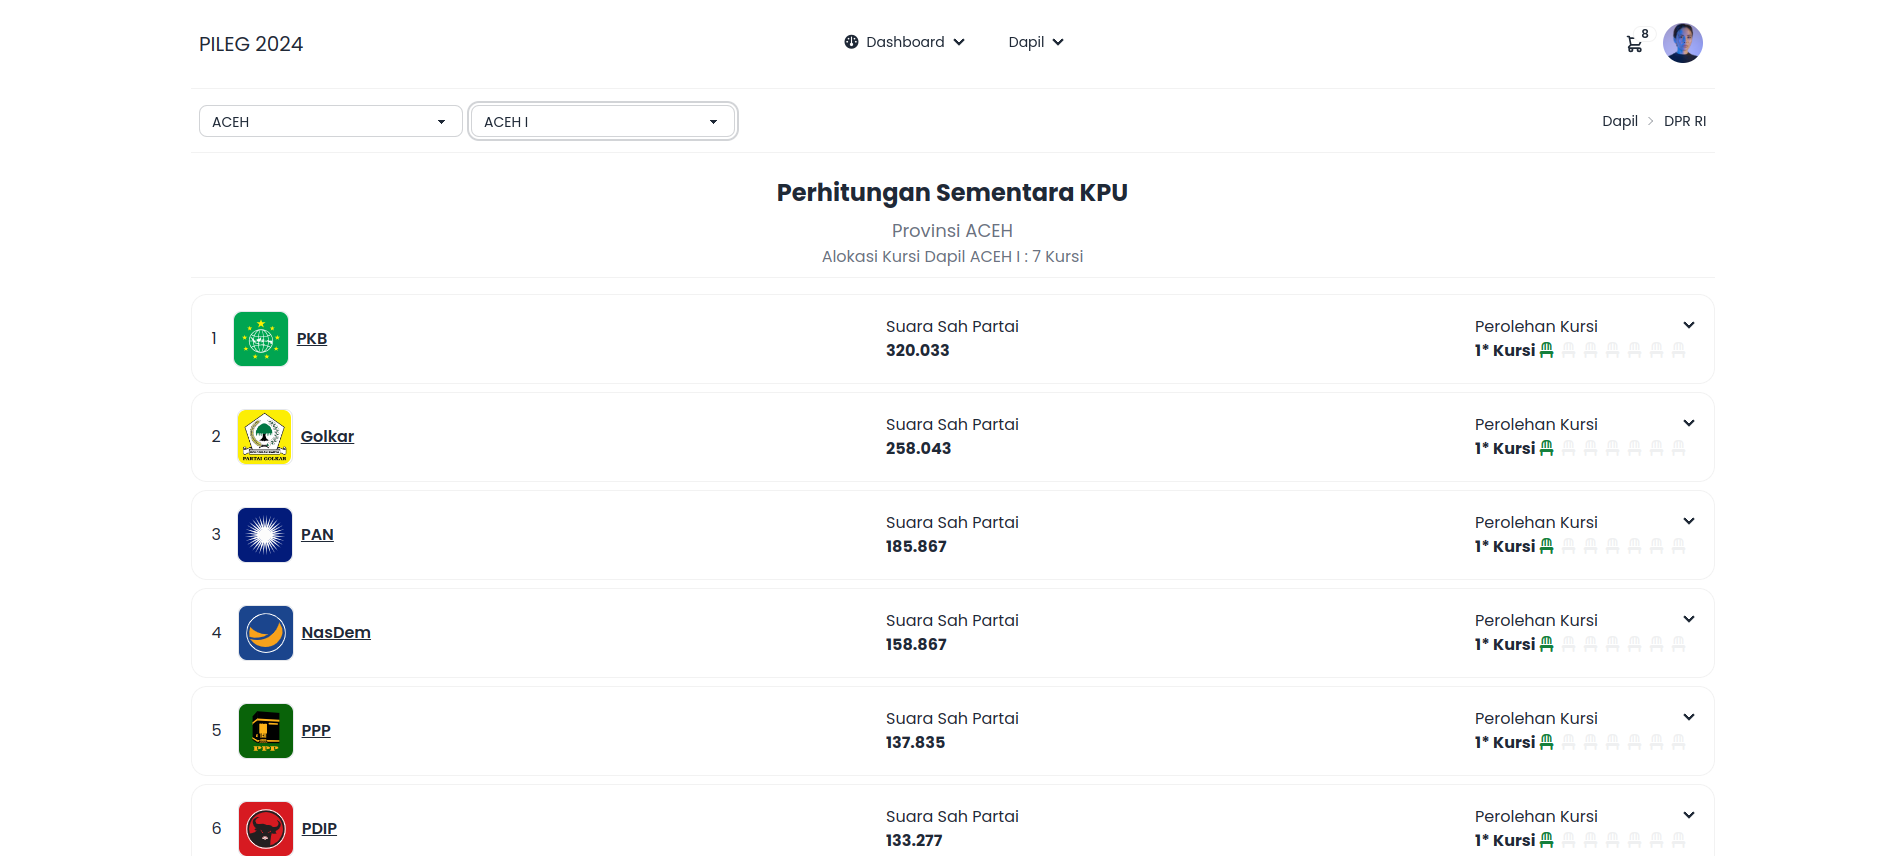 PILEG 2024
Dashboard
Dapil
8
ACEH
ACEH I
Dapil > DPR RI
Perhitungan Sementara KPU
Provinsi ACEH
Alokasi Kursi Dapil ACEH I : 7 Kursi
1 PKB
Suara Sah Partai
320.033
Perolehan Kursi
1* Kursi
2 PARTAI GOLKAR Golkar
Suara Sah Partai
258.043
Perolehan Kursi
1* Kursi
3 PAN
Suara Sah Partai
185.867
Perolehan Kursi
1* Kursi
4 NasDem
Suara Sah Partai
158.867
Perolehan Kursi
1* Kursi
5 PPP PPP
Suara Sah Partai
137.835
Perolehan Kursi
1* Kursi
6 PDIP
Suara Sah Partai
133.277
Perolehan Kursi
1* Kursi